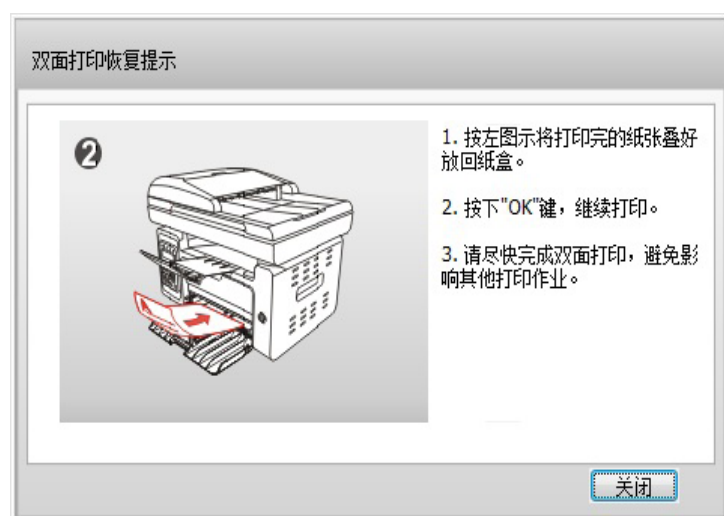 双面打印恢复提示
2
1. 按左图示将打印完的纸张叠好
放回纸盒。
2. 按下"OK"键，继续打印。
3. 请尽快完成双面打印，避免影
响其他打印作业。
关闭